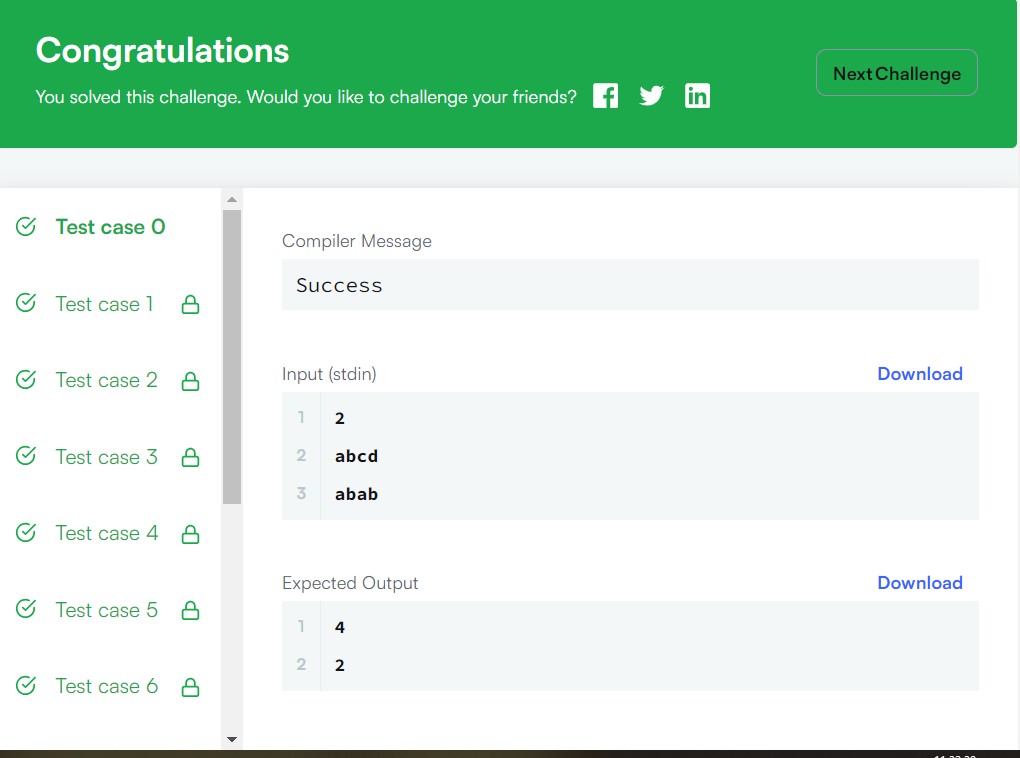 Congratulations
You solved this challenge. Would you like to challenge your friends?
Next Challenge
Test case 0
Test case 1
Test case 2
Test case 3
Test case 4
Test case 5
Test case 6
Compiler Message
Success
Input (stdin)
Download
1 2
2 abcd
3 abab
Expected Output
Download
1 4
2 2